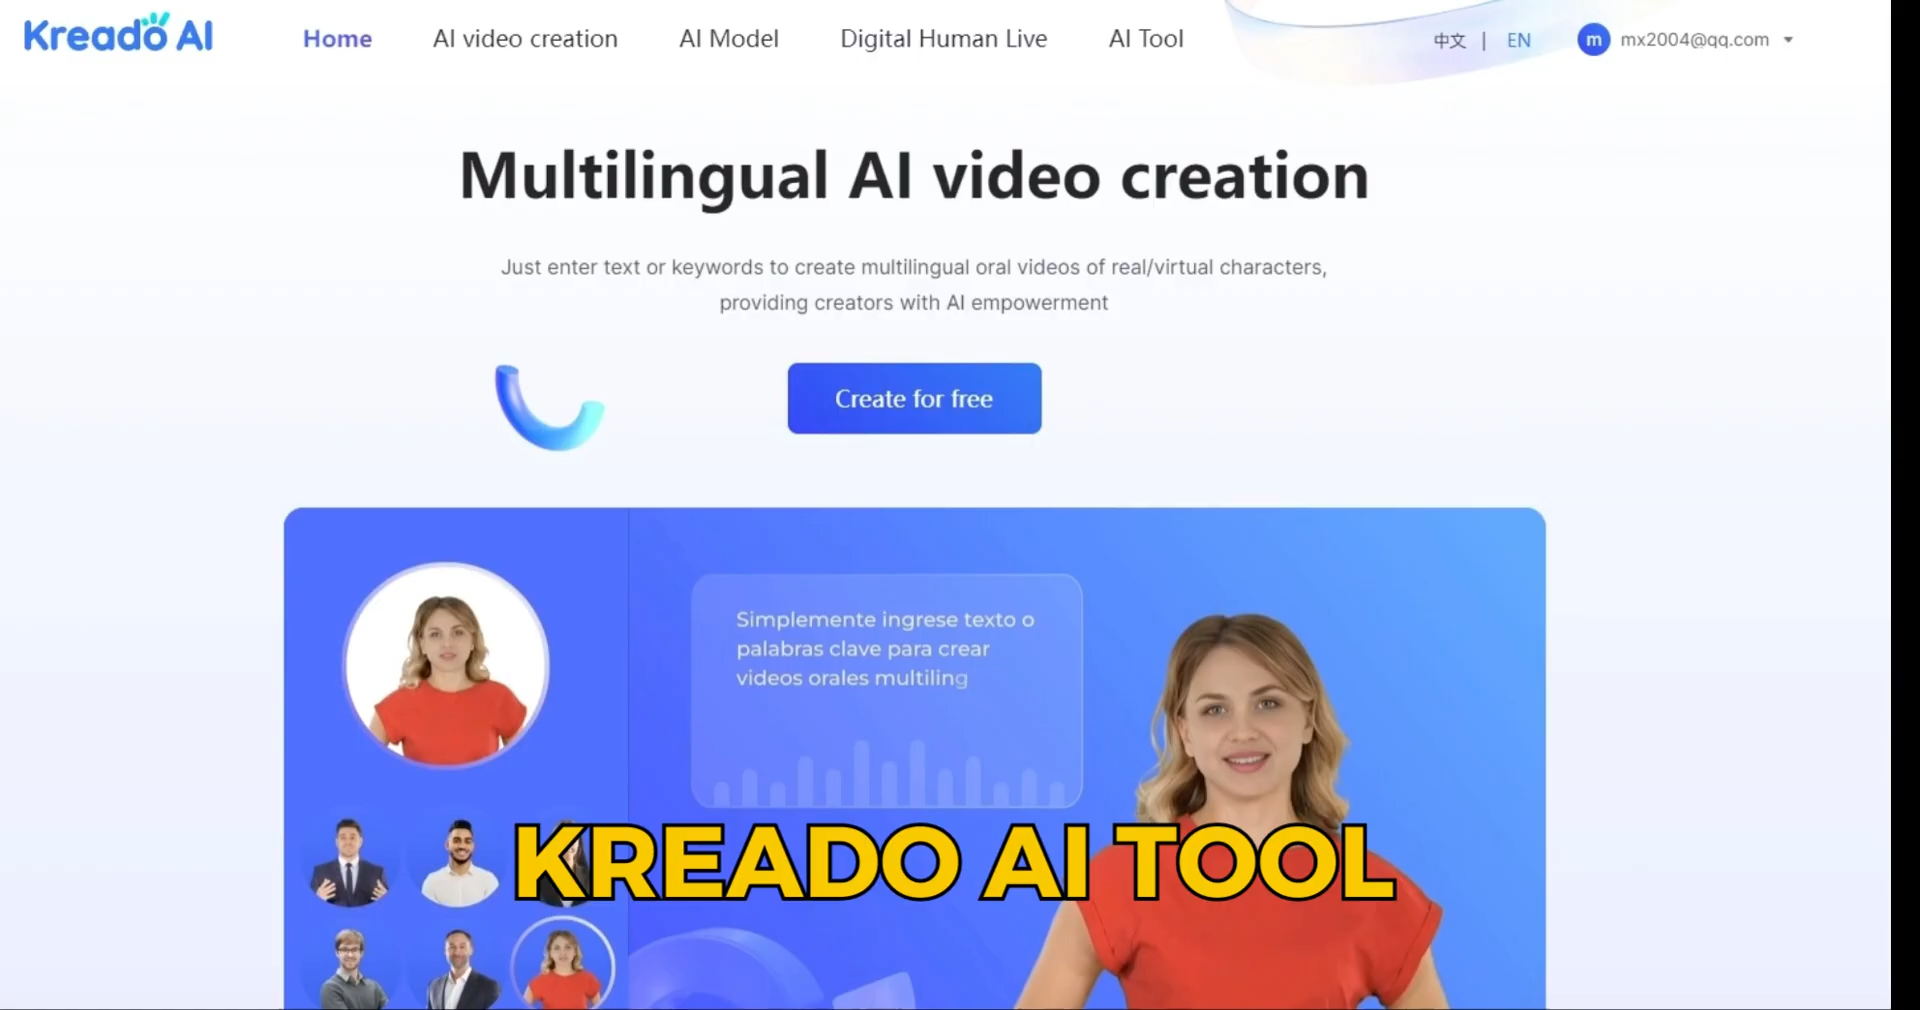 Kreado AI
Home
AI video creation
AI Model
Digital Human Live
AI Tool
中文 | EN
m
mx2004@qq.com
Multilingual AI video creation
Just enter text or keywords to create multilingual oral videos of real/virtual characters,
providing creators with AI empowerment
Create for free
Simplemente ingrese texto o
palabras clave para crear
videos orales multiling
KREADO AI TOOL